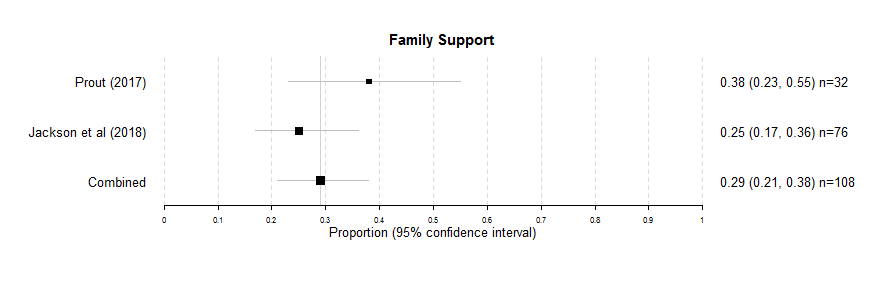 Family Support
Prout (2017) 0.38 (0.23, 0.55) n=32
Jackson et al (2018) 0.25 (0.17, 0.36) n=76
Combined 0.29 (0.21, 0.38) n=108
0 0.1 0.2 0.3 0.4 0.5 0.6 0.7 0.8 0.9 1
Proportion (95% confidence interval)